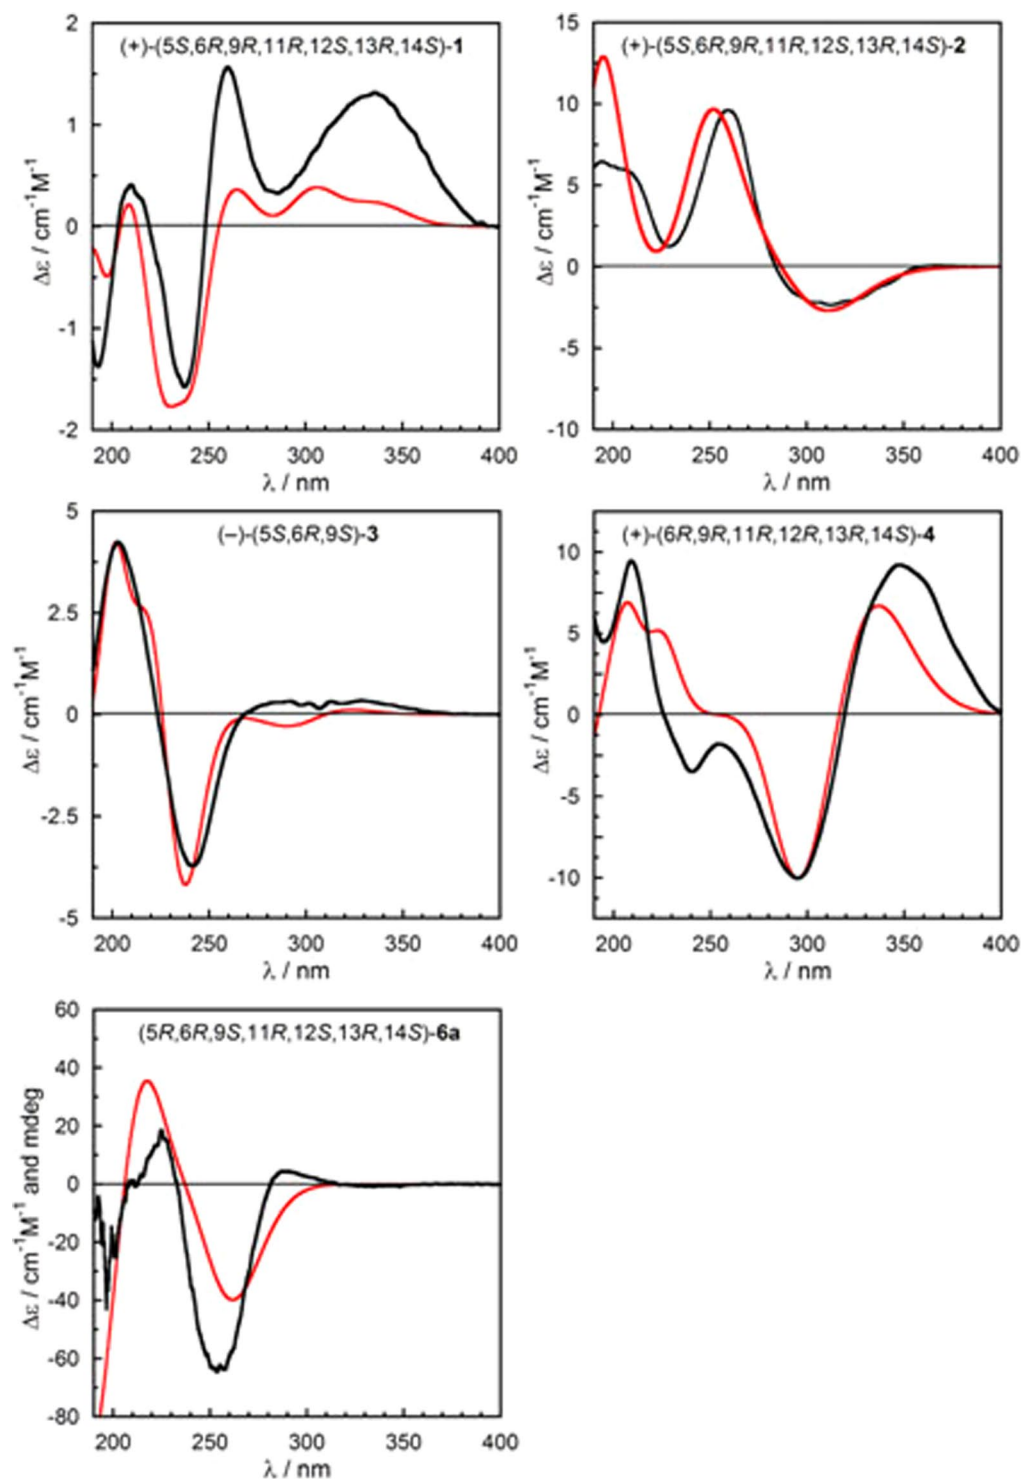 2
1
0
-1
-2
Δε / cm⁻¹M⁻¹
(+)-(5S,6R,9R,11R,12S,13R,14S)-1
200 250 300 350 400
λ / nm
15
10
5
0
-5
-10
Δε / cm⁻¹M⁻¹
(+)-(5S,6R,9R,11R,12S,13R,14S)-2
200 250 300 350 400
λ / nm
5
2.5
0
-2.5
-5
Δε / cm⁻¹M⁻¹
(–)-(5S,6R,9S)-3
200 250 300 350 400
λ / nm
10
5
0
-5
-10
Δε / cm⁻¹M⁻¹
(+)-(6R,9R,11R,12R,13R,14S)-4
200 250 300 350 400
λ / nm
60
40
20
0
-20
-40
-60
-80
Δε / cm⁻¹M⁻¹ and mdeg
(5R,6R,9S,11R,12S,13R,14S)-6a
200 250 300 350 400
λ / nm